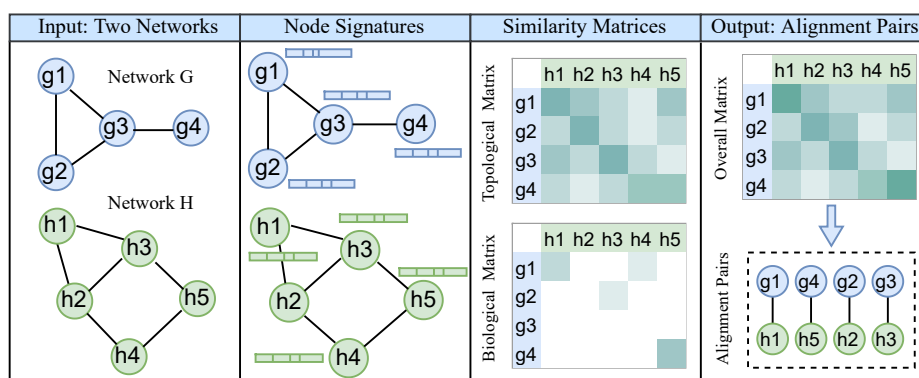 Input: Two Networks
Node Signatures
Similarity Matrices
Output: Alignment Pairs
Network G
g1
g2
g3
g4
Network H
h1
h2
h3
h4
h5
g1
g2
g3
g4
h1
h2
h3
h4
h5
Topological Matrix
h1 h2 h3 h4 h5
g1
g2
g3
g4
Biological Matrix
h1 h2 h3 h4 h5
g1
g2
g3
g4
Overall Matrix
h1 h2 h3 h4 h5
g1
g2
g3
g4
Alignment Pairs
g1 g4 g2 g3
h1 h5 h2 h3